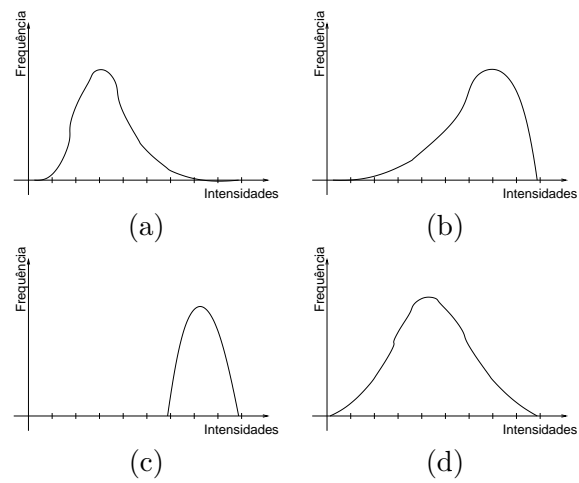 Frequência
Intensidades
(a)
Frequência
Intensidades
(b)
Frequência
Intensidades
(c)
Frequência
Intensidades
(d)